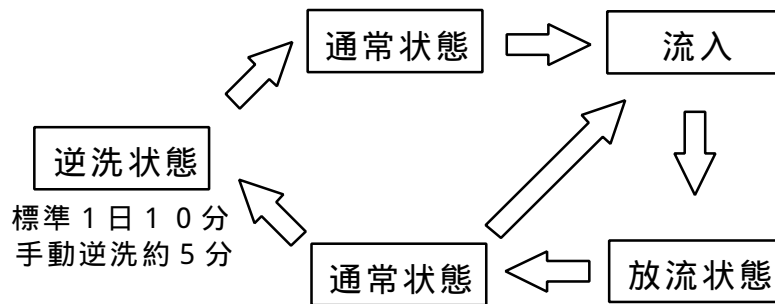 通常状態
流入
逆洗状態
標準1日10分
手動逆洗約5分
通常状態
放流状態